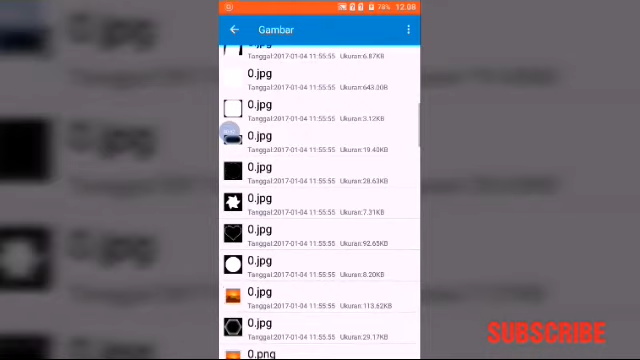 78% 12.08
Gambar
0.jpg
Tanggal:2017-01-04 11:55:55 Ukuran:6.87KB
0.jpg
Tanggal:2017-01-04 11:55:55 Ukuran:643.00B
0.jpg
Tanggal:2017-01-04 11:55:55 Ukuran:3.12KB
0.jpg
Tanggal:2017-01-04 11:55:55 Ukuran:19.40KB
0.jpg
Tanggal:2017-01-04 11:55:55 Ukuran:28.63KB
0.jpg
Tanggal:2017-01-04 11:55:55 Ukuran:7.31KB
0.jpg
Tanggal:2017-01-04 11:55:55 Ukuran:92.65KB
0.jpg
Tanggal:2017-01-04 11:55:55 Ukuran:8.20KB
0.jpg
Tanggal:2017-01-04 11:55:55 Ukuran:113.62KB
0.jpg
Tanggal:2017-01-04 11:55:55 Ukuran:29.17KB
0.png
SUBSCRIBE